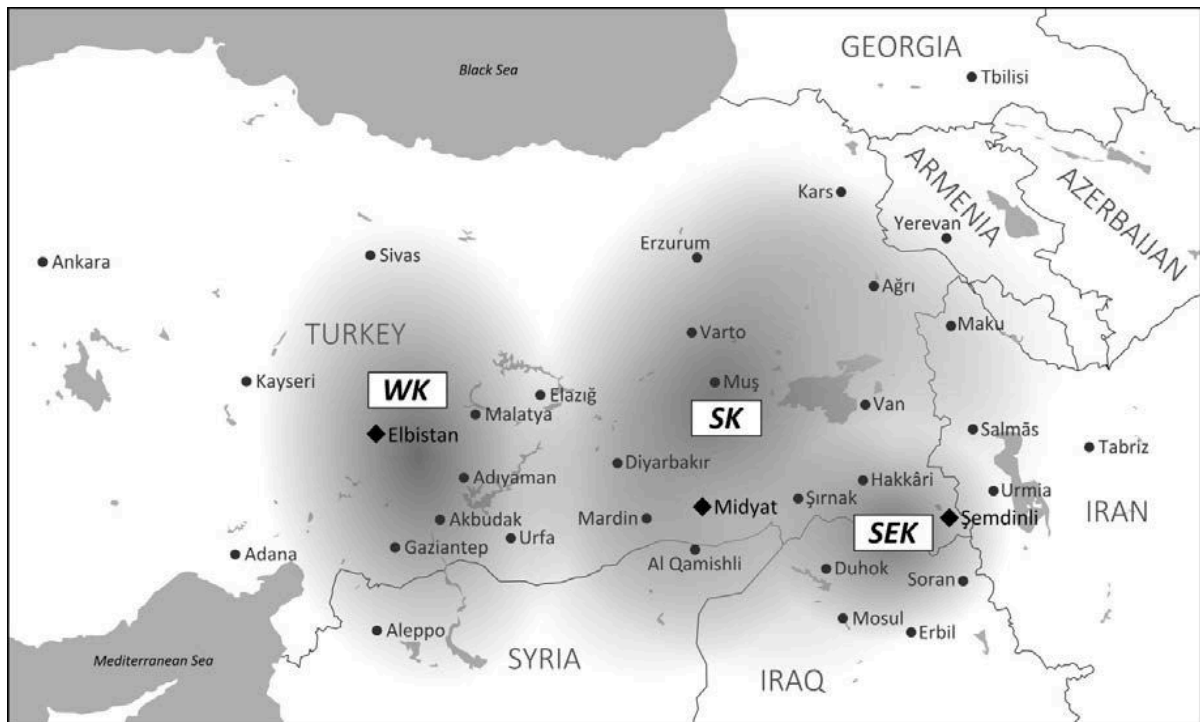 GEORGIA
Black Sea
Tbilisi
ARMENIA
AZERBAIJAN
Kars
Yerevan
Erzurum
Sivas
Ankara
Ağrı
Maku
TURKEY
Varto
Kayseri
WK
Muş
Elazığ
Malatya
SK
Van
Elbistan
Salmās
Tabriz
Diyarbakır
Adıyaman
Hakkâri
Urmia
Şırnak
IRAN
Midyat
Mardin
Akbudak
Şemdinli
SEK
Urfa
Gaziantep
Adana
Al Qamishli
Duhok
Soran
Mosul
Aleppo
Erbil
SYRIA
Mediterranean Sea
IRAQ